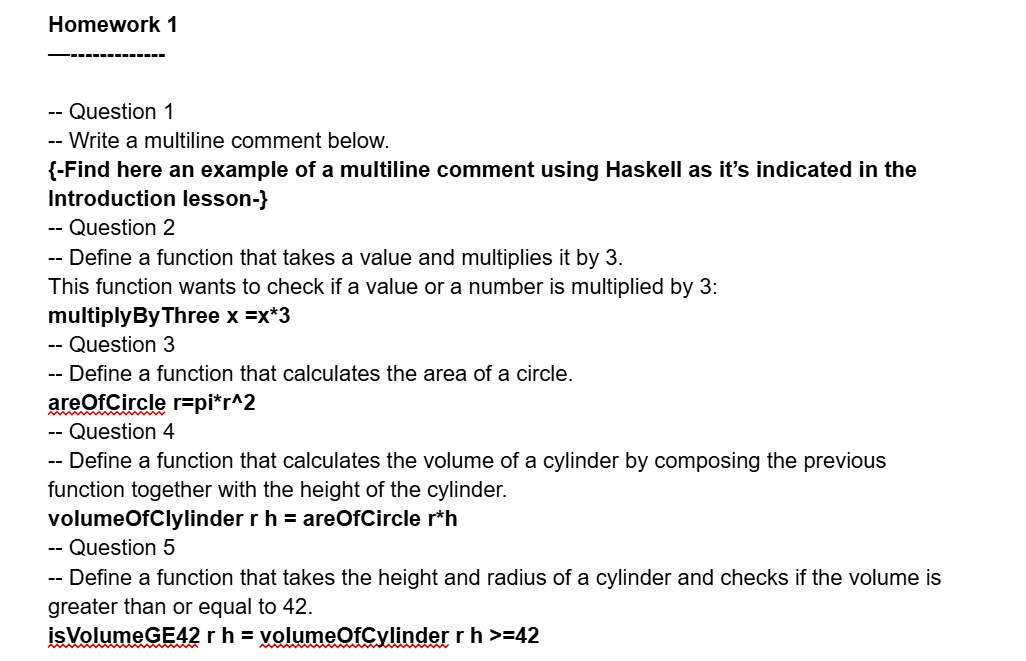 Homework 1
—-------------
-- Question 1
-- Write a multiline comment below.
{-Find here an example of a multiline comment using Haskell as it’s indicated in the
Introduction lesson-}
-- Question 2
-- Define a function that takes a value and multiplies it by 3.
This function wants to check if a value or a number is multiplied by 3:
multiplyByThree x =x*3
-- Question 3
-- Define a function that calculates the area of a circle.
areOfCircle r=pi*r^2
-- Question 4
-- Define a function that calculates the volume of a cylinder by composing the previous
function together with the height of the cylinder.
volumeOfClylinder r h = areOfCircle r*h
-- Question 5
-- Define a function that takes the height and radius of a cylinder and checks if the volume is
greater than or equal to 42.
isVolumeGE42 r h = volumeOfCylinder r h >=42